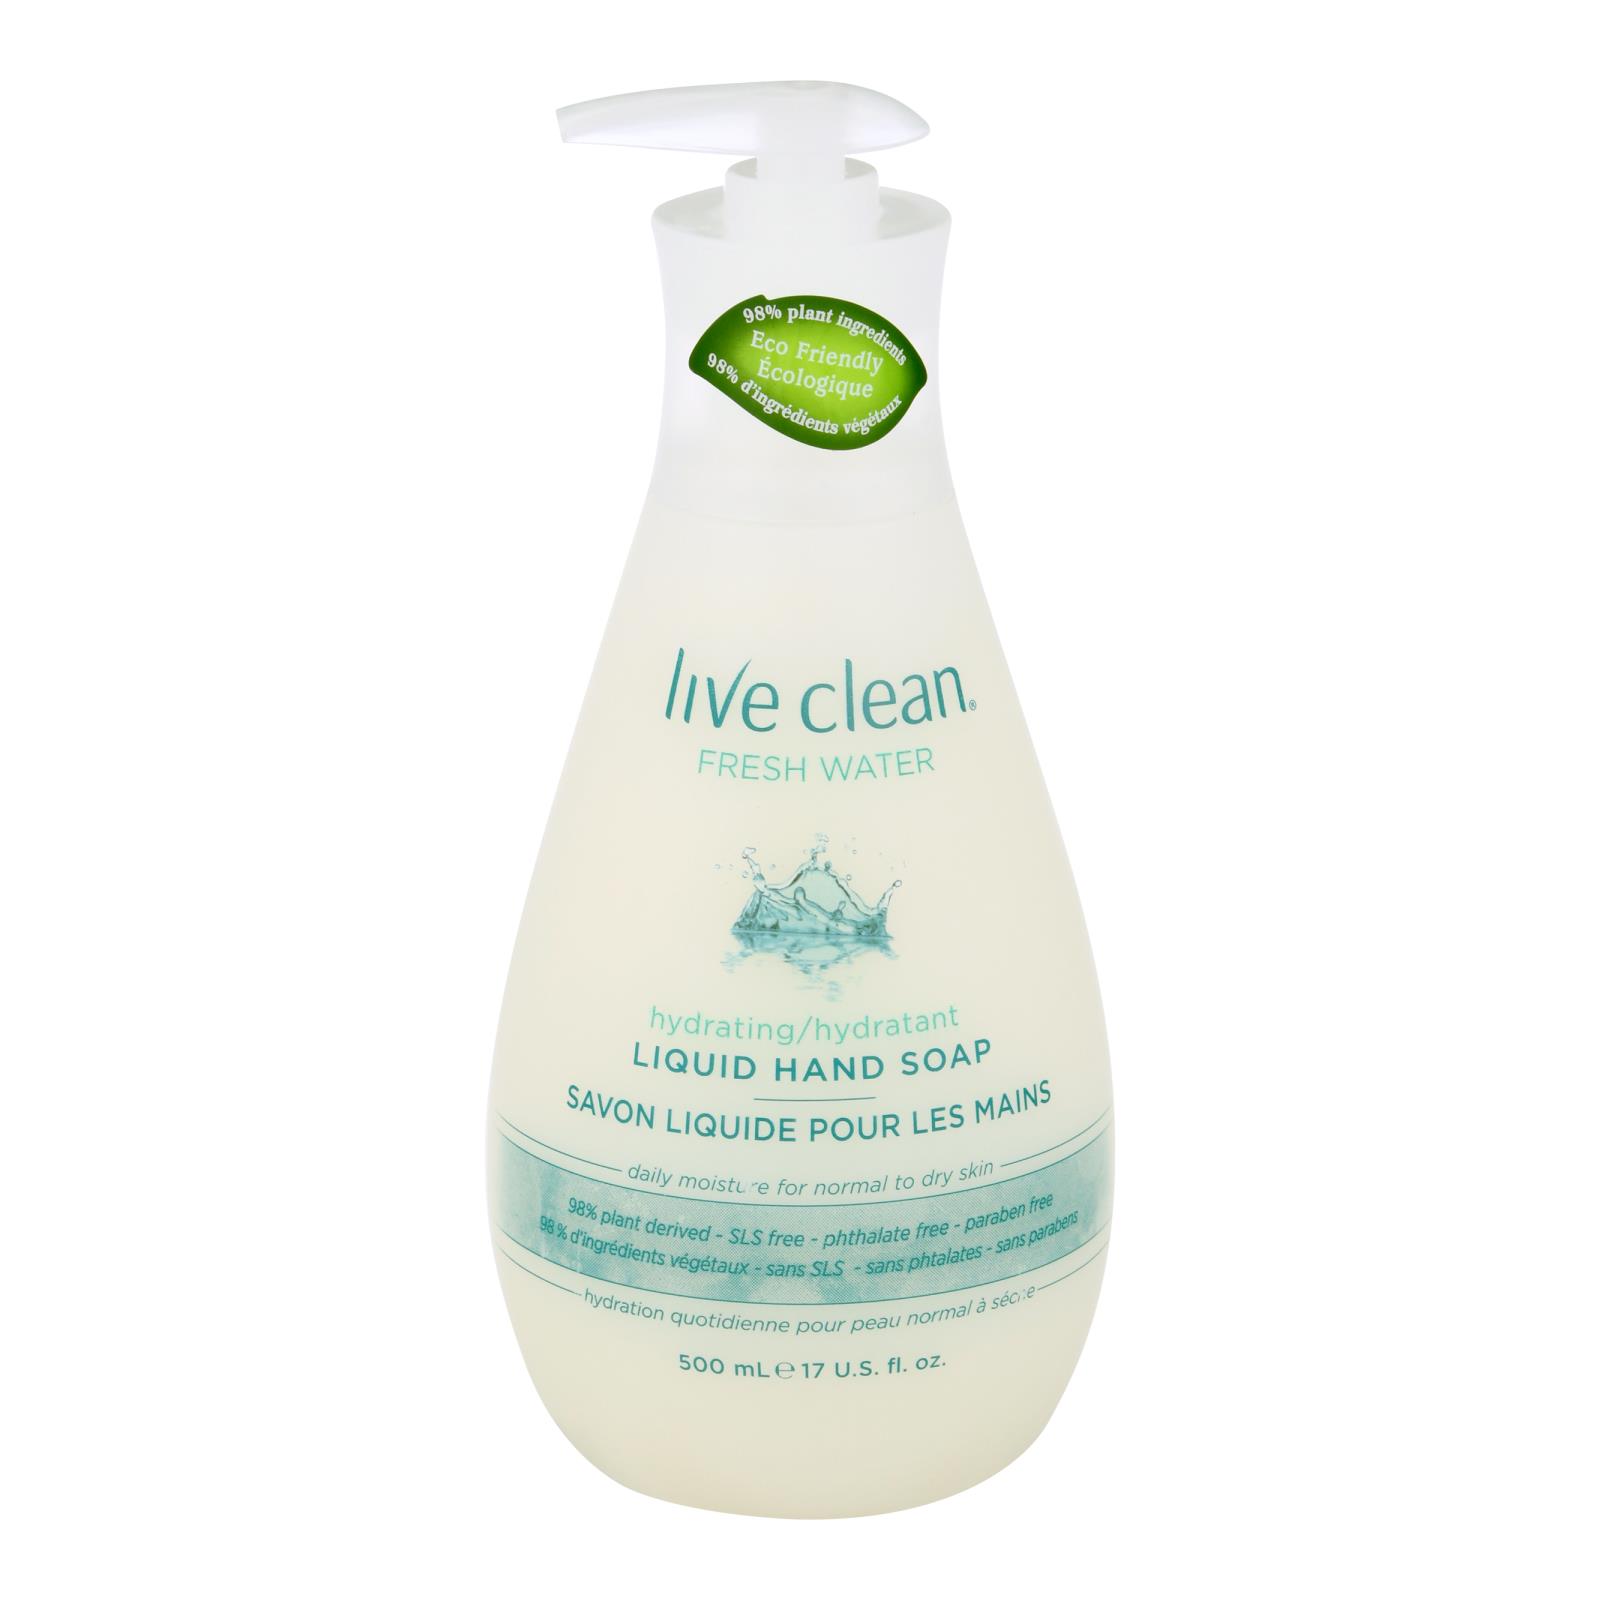 98% plant ingredients
Eco Friendly
Écologique
98% d'ingrédients végétaux
live clean®
FRESH WATER
hydrating/hydratant
LIQUID HAND SOAP
SAVON LIQUIDE POUR LES MAINS
daily moisture for normal to dry skin
98% plant derived - SLS free - phthalate free - paraben free
98 % d'ingrédients végétaux - sans SLS - sans phtalates - sans parabens
hydration quotidienne pour peau normal à séche
500 mL ℮ 17 U.S. fl. oz.